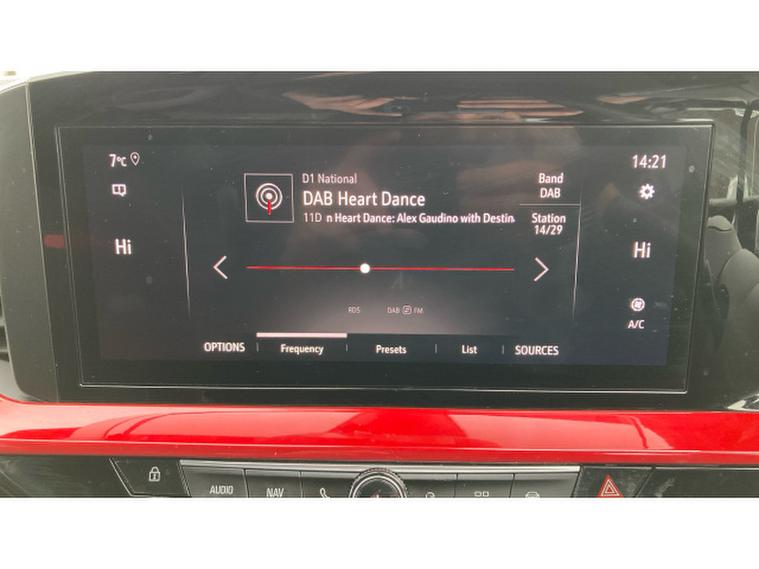 7°C
14:21
D1 National
DAB Heart Dance
11D n Heart Dance: Alex Gaudino with Destin
Band
DAB
Station
14/29
Hi
Hi
RDS DAB FM
A/C
OPTIONS Frequency Presets List SOURCES
AUDIO NAV